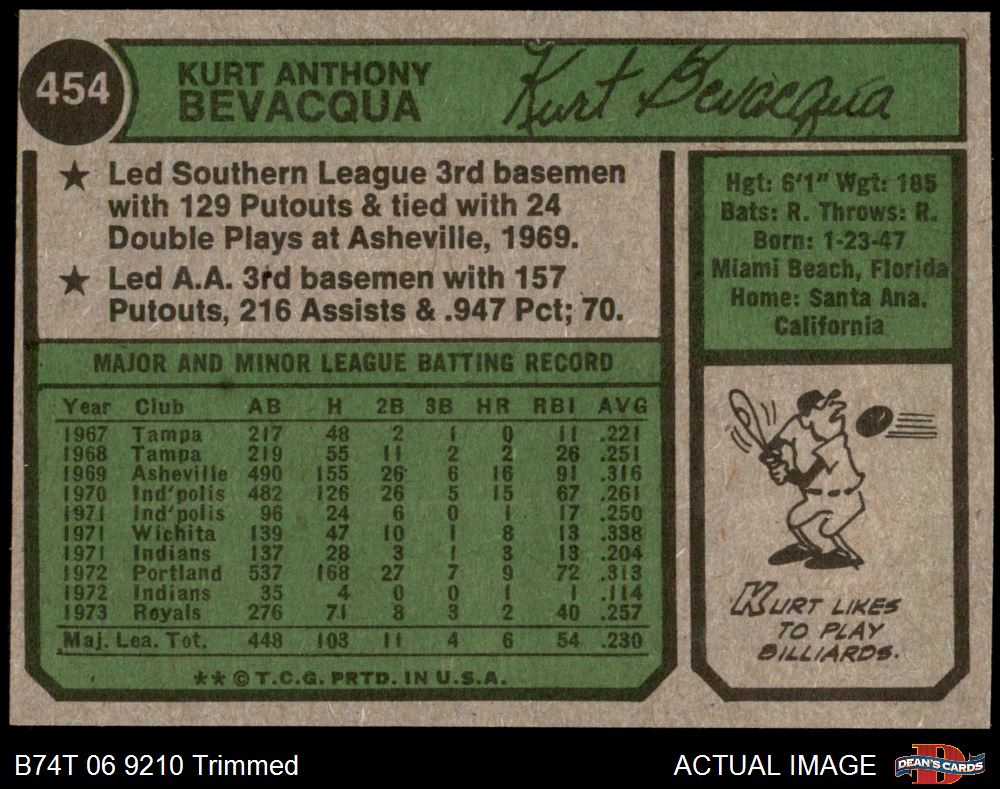 454
KURT ANTHONY
BEVACQUA
Kurt Bevacqua
★ Led Southern League 3rd basemen
with 129 Putouts & tied with 24
Double Plays at Asheville, 1969.
★ Led A.A. 3rd basemen with 157
Putouts, 216 Assists & .947 Pct; 70.
MAJOR AND MINOR LEAGUE BATTING RECORD
Year Club AB H 2B 3B HR RBI AVG
1967 Tampa 217 48 2 1 0 11 .221
1968 Tampa 219 55 11 2 2 26 .251
1969 Asheville 490 155 26 6 16 91 .316
1970 Ind'polis 482 126 26 5 15 67 .261
1971 Ind'polis 96 24 6 0 1 17 .250
1971 Wichita 139 47 10 1 8 13 .338
1971 Indians 137 28 3 1 3 13 .204
1972 Portland 537 168 27 7 9 72 .313
1972 Indians 35 4 0 0 1 1 .114
1973 Royals 276 71 8 3 2 40 .257
Maj. Lea. Tot. 448 103 11 4 6 54 .230
** © T.C.G. PRTD. IN U.S.A.
Hgt: 6'1" Wgt: 185
Bats: R. Throws: R.
Born: 1-23-47
Miami Beach, Florida
Home: Santa Ana.
California
KURT LIKES
TO PLAY
BILLIARDS.
B74T 06 9210 Trimmed
ACTUAL IMAGE
D
DEAN'S CARDS